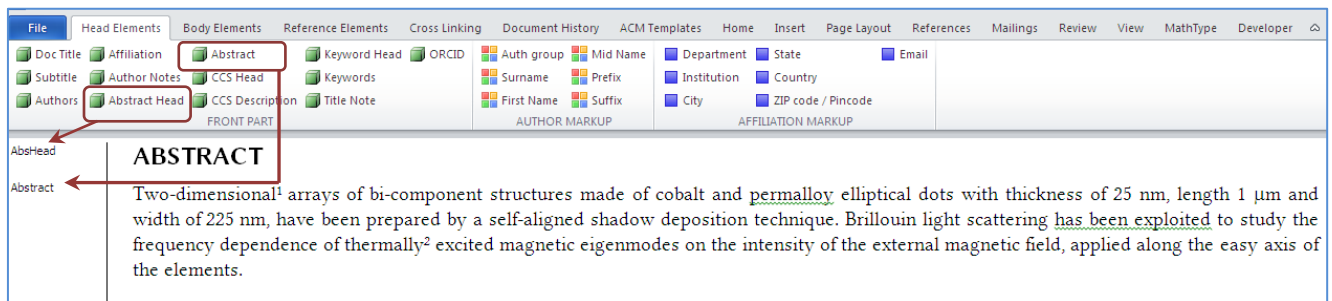 File Head Elements Body Elements Reference Elements Cross Linking Document History ACM Templates Home Insert Page Layout References Mailings Review View MathType Developer
Doc Title Affiliation Abstract Keyword Head ORCID Auth group Mid Name Department State Email
Subtitle Author Notes CCS Head Keywords Surname Prefix Institution Country
Authors Abstract Head CCS Description Title Note First Name Suffix City ZIP code / Pincode
FRONT PART AUTHOR MARKUP AFFILIATION MARKUP
AbsHead ABSTRACT
Abstract Two-dimensional¹ arrays of bi-component structures made of cobalt and permalloy elliptical dots with thickness of 25 nm, length 1 μm and
width of 225 nm, have been prepared by a self-aligned shadow deposition technique. Brillouin light scattering has been exploited to study the
frequency dependence of thermally² excited magnetic eigenmodes on the intensity of the external magnetic field, applied along the easy axis of
the elements.